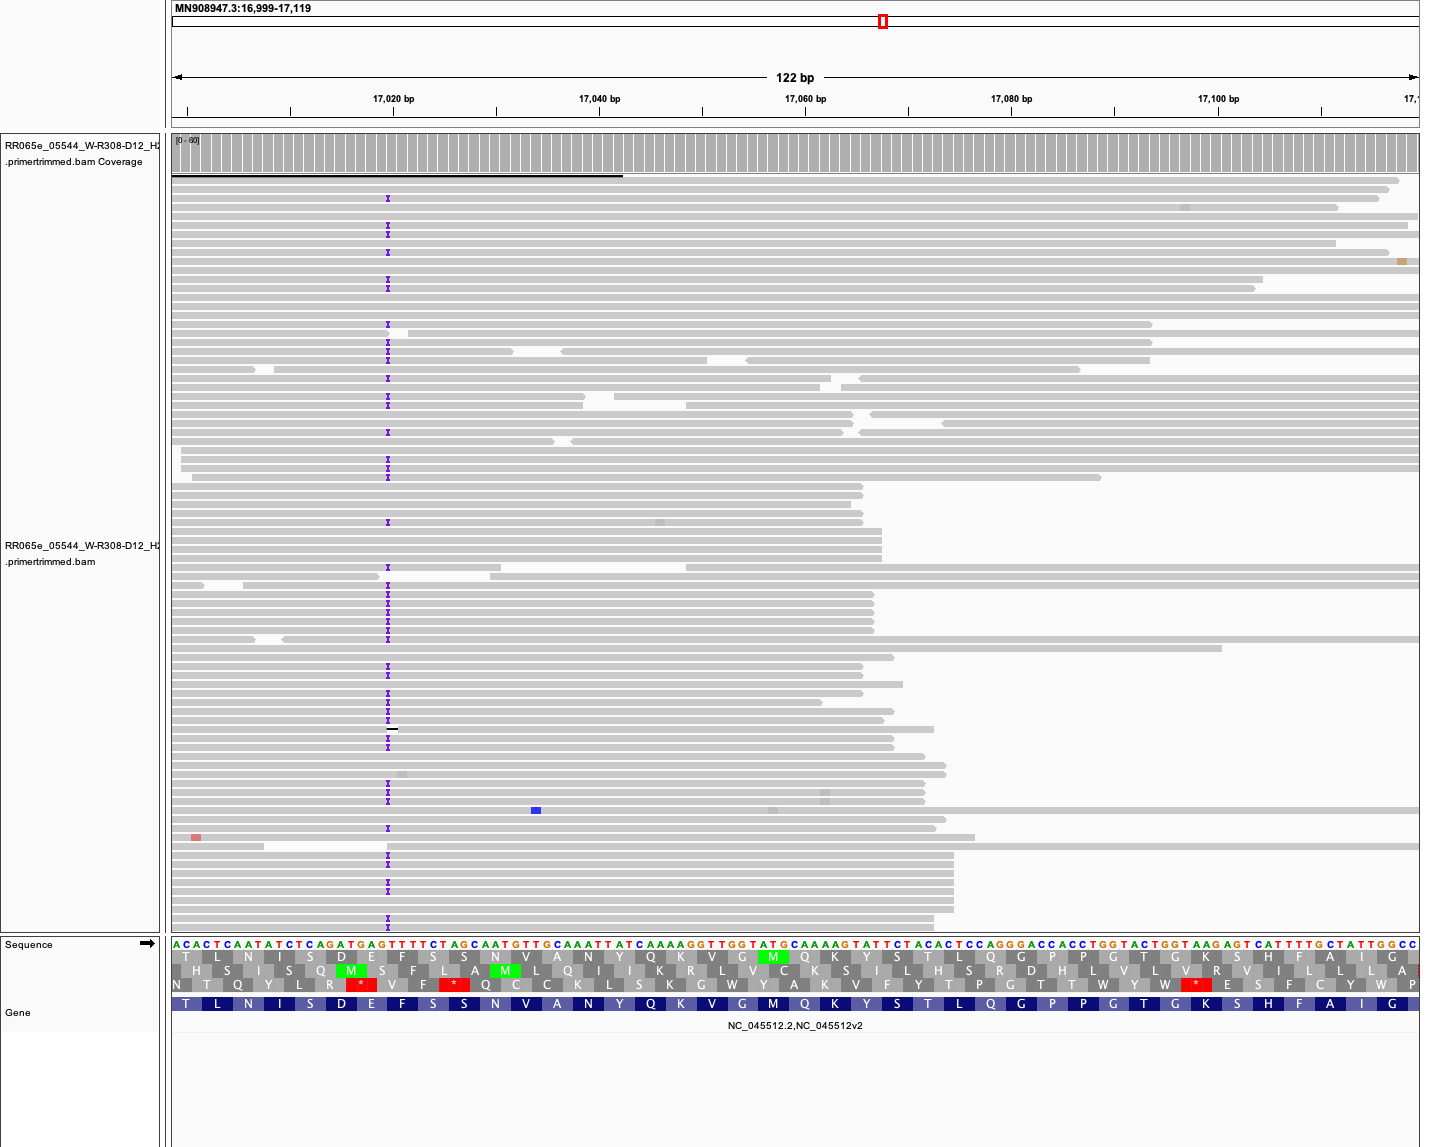 MN908947.3:16,999-17,119
122 bp
17,020 bp 17,040 bp 17,060 bp 17,080 bp 17,100 bp 17,1
RR065e_05544_W-R308-D12_H2
.primertrimmed.bam Coverage
[0 - 60]
RR065e_05544_W-R308-D12_H2
.primertrimmed.bam
Sequence
ACACTCAATATCTCAGATGAGTTTTCTAGCAATGTTGCAAATTATCAAAAGGTTGGTATGCAAAAGTATTCTACACTCCAGGGACCACCTGGTACTGGTAAGAGTCATTTTGCTATTGGCC
T L N I S D E F S S N V A N Y Q K V G M Q K Y S T L Q G P P G T G K S H F A I G
H S I S Q M S F L A M L Q I I K R L V C K S I L H S R D H L V L V R V I L L L A
N T Q Y L R * V F * Q C C K L S K G W Y A K V F Y T P G T T W Y W * E S F C Y W P
Gene
T L N I S D E F S S N V A N Y Q K V G M Q K Y S T L Q G P P G T G K S H F A I G
NC_045512.2,NC_045512v2